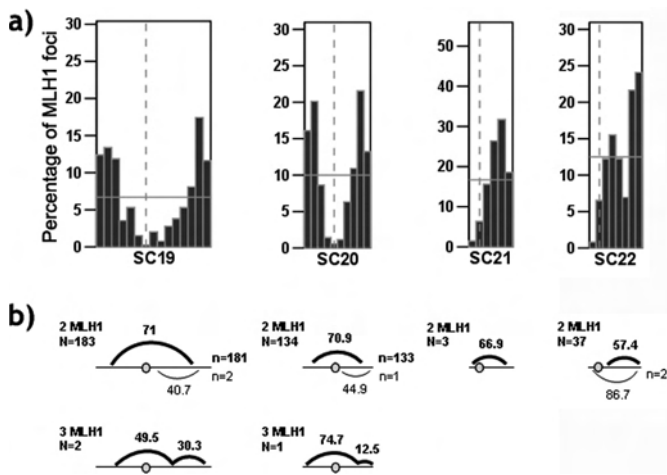 a)
Percentage of MLH1 foci
30
25
20
15
10
5
0
SC19
30
25
20
15
10
5
0
SC20
50
40
30
20
10
0
SC21
30
25
20
15
10
5
0
SC22
b)
2 MLH1
N=183
71
n=181
n=2
40.7
2 MLH1
N=134
70.9
n=133
n=1
44.9
2 MLH1
N=3
66.9
2 MLH1
N=37
57.4
n=2
86.7
3 MLH1
N=2
49.5
30.3
3 MLH1
N=1
74.7
12.5